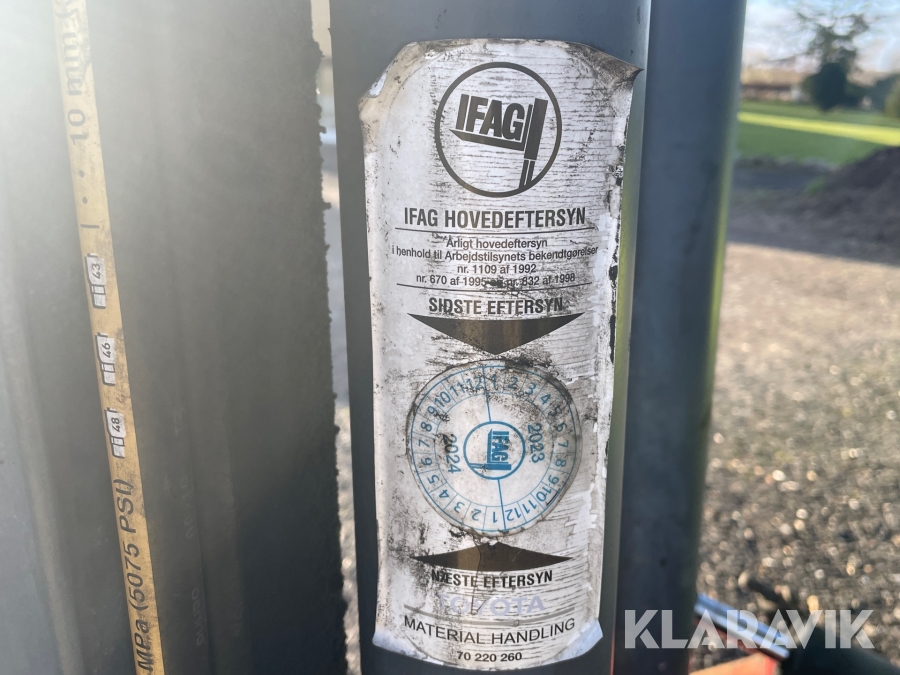 IFAG
IFAG HOVEDEFTERSYN
Årligt hovedeftersyn
i henhold til Arbejdstilsynets bekendtgørelser
nr. 1109 af 1992
nr. 670 af 1995 nr. 832 af 1998
SIDSTE EFTERSYN
1 2 3 4 5 6 7 8 9 10 11 12
2023
IFAG
2024
1 2 3 4 5 6 7 8 9 10 11 12
NÆSTE EFTERSYN
TOYOTA
MATERIAL HANDLING
70 220 260
10 mm
43
46
48
MPa (5075 PSI)
KLARAVIK